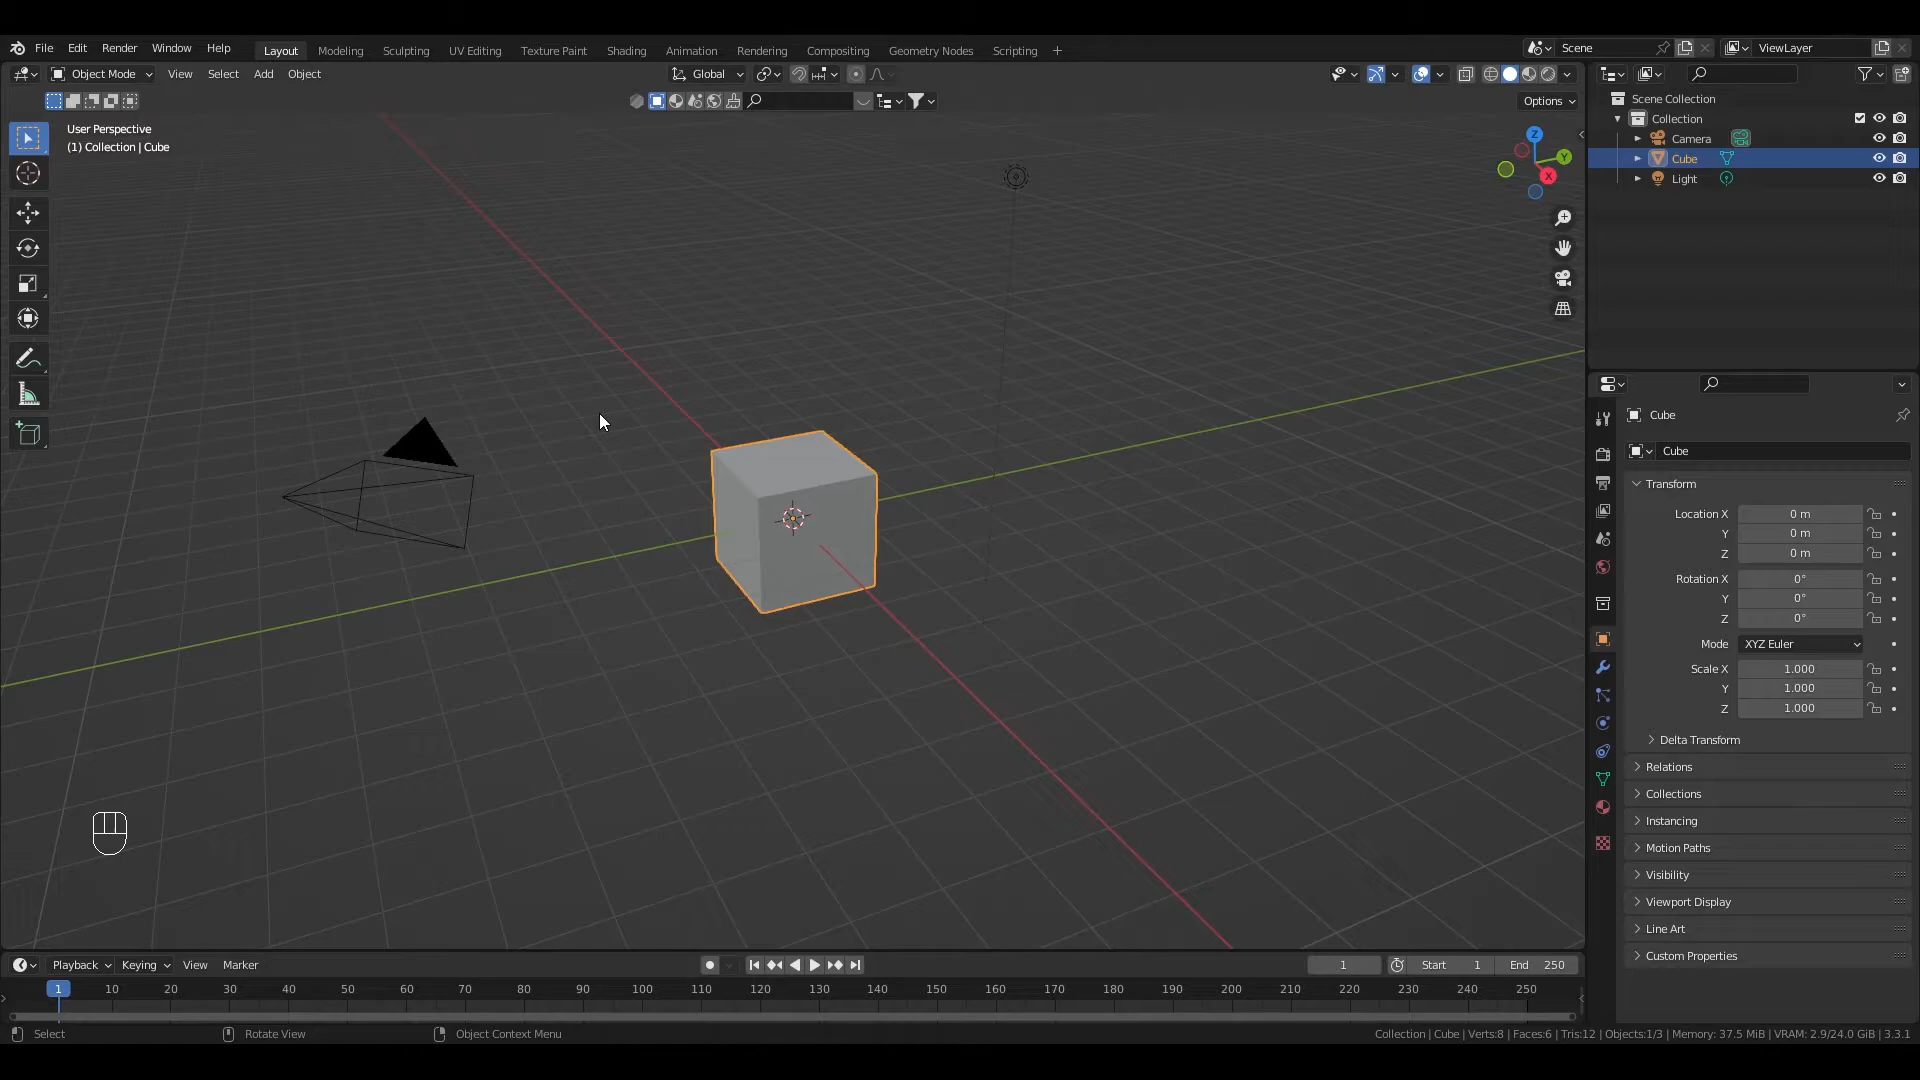 File Edit Render Window Help
Layout Modeling Sculpting UV Editing Texture Paint Shading Animation Rendering Compositing Geometry Nodes Scripting +
Scene
ViewLayer
Object Mode View Select Add Object
Global
Options
User Perspective
(1) Collection | Cube
Z
Y
X
Scene Collection
Collection
Camera
Cube
Light
Cube
Cube
Transform
Location X 0 m
Y 0 m
Z 0 m
Rotation X 0°
Y 0°
Z 0°
Mode XYZ Euler
Scale X 1.000
Y 1.000
Z 1.000
Delta Transform
Relations
Collections
Instancing
Motion Paths
Visibility
Viewport Display
Line Art
Custom Properties
Playback Keying View Marker
1 Start 1 End 250
1 10 20 30 40 50 60 70 80 90 100 110 120 130 140 150 160 170 180 190 200 210 220 230 240 250
Select Rotate View Object Context Menu
Collection | Cube | Verts:8 | Faces:6 | Tris:12 | Objects:1/3 | Memory: 37.5 MiB | VRAM: 2.9/24.0 GiB | 3.3.1